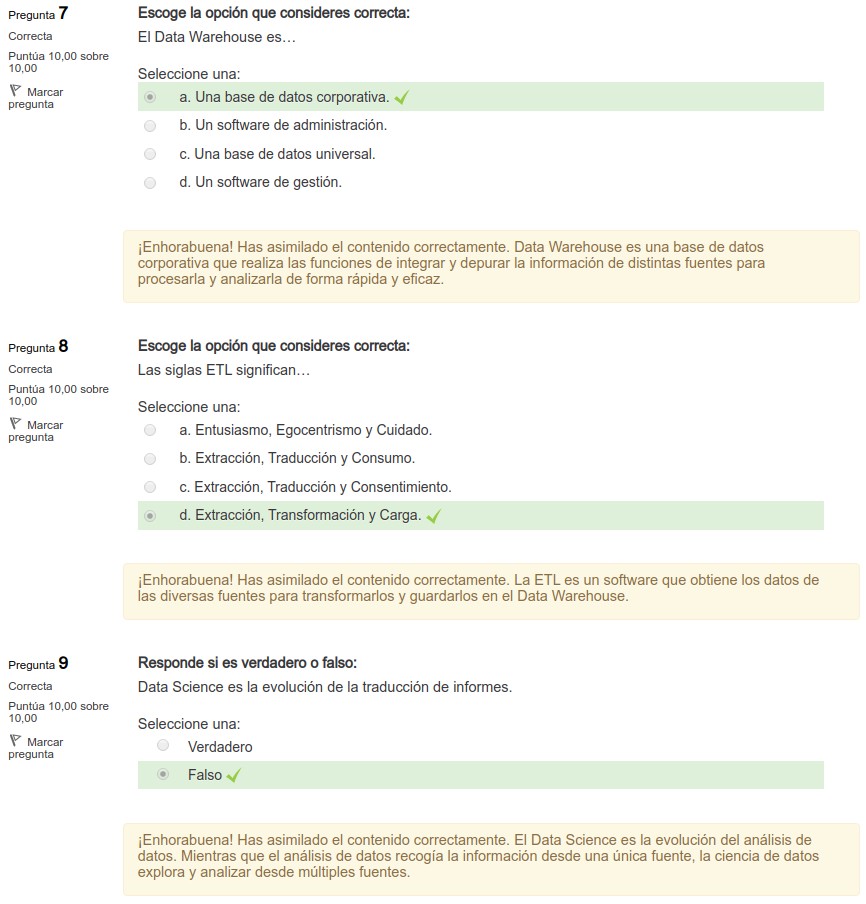 Pregunta 7
Correcta
Puntúa 10,00 sobre
10,00
Marcar
pregunta
Escoge la opción que consideres correcta:
El Data Warehouse es…
Seleccione una:
a. Una base de datos corporativa.
b. Un software de administración.
c. Una base de datos universal.
d. Un software de gestión.
¡Enhorabuena! Has asimilado el contenido correctamente. Data Warehouse es una base de datos
corporativa que realiza las funciones de integrar y depurar la información de distintas fuentes para
procesarla y analizarla de forma rápida y eficaz.
Pregunta 8
Correcta
Puntúa 10,00 sobre
10,00
Marcar
pregunta
Escoge la opción que consideres correcta:
Las siglas ETL significan…
Seleccione una:
a. Entusiasmo, Egocentrismo y Cuidado.
b. Extracción, Traducción y Consumo.
c. Extracción, Traducción y Consentimiento.
d. Extracción, Transformación y Carga.
¡Enhorabuena! Has asimilado el contenido correctamente. La ETL es un software que obtiene los datos de
las diversas fuentes para transformarlos y guardarlos en el Data Warehouse.
Pregunta 9
Correcta
Puntúa 10,00 sobre
10,00
Marcar
pregunta
Responde si es verdadero o falso:
Data Science es la evolución de la traducción de informes.
Seleccione una:
Verdadero
Falso
¡Enhorabuena! Has asimilado el contenido correctamente. El Data Science es la evolución del análisis de
datos. Mientras que el análisis de datos recogía la información desde una única fuente, la ciencia de datos
explora y analizar desde múltiples fuentes.